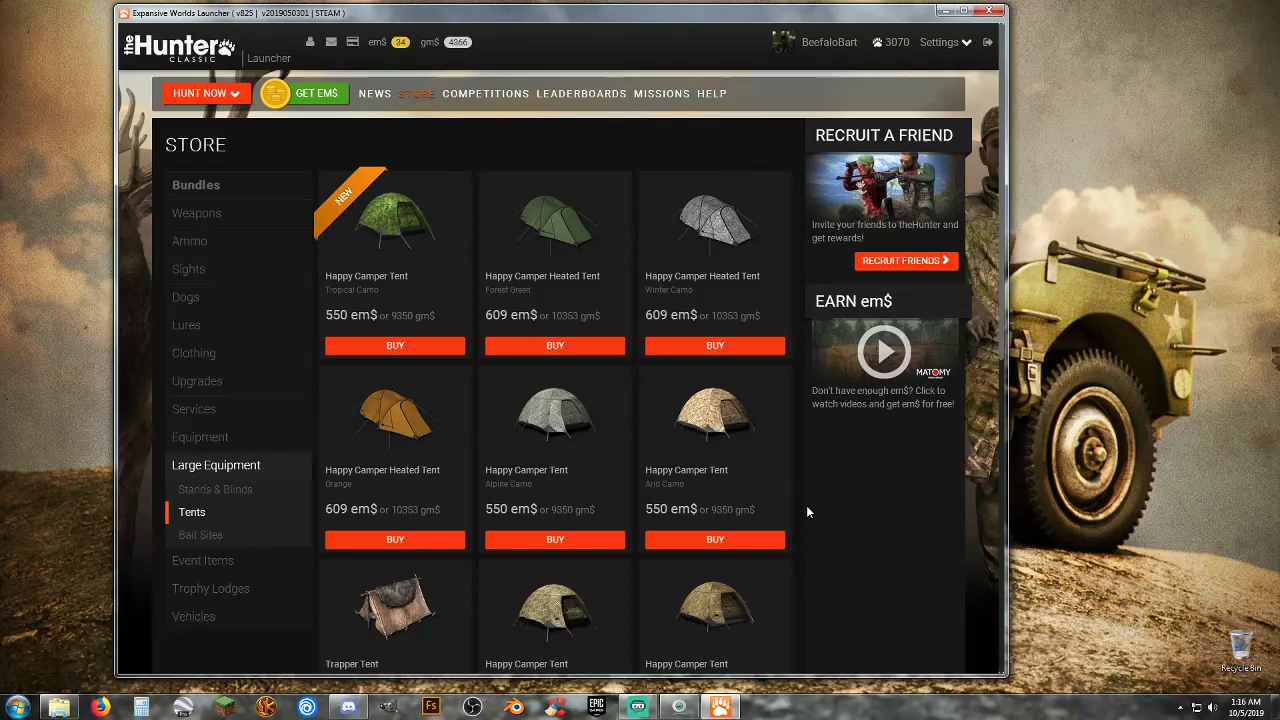 Expansive Worlds Launcher ( v825 | v2019050301 | STEAM )
theHunter CLASSIC | Launcher
em$ 34 gm$ 4366
BeefaloBart 3070 Settings
HUNT NOW GET EM$ NEWS STORE COMPETITIONS LEADERBOARDS MISSIONS HELP
STORE
Bundles
Weapons
Ammo
Sights
Dogs
Lures
Clothing
Upgrades
Services
Equipment
Large Equipment
Stands & Blinds
Tents
Bait Sites
Event Items
Trophy Lodges
Vehicles
NEW
Happy Camper Tent
Tropical Camo
550 em$ or 9350 gm$
BUY
Happy Camper Heated Tent
Forest Green
609 em$ or 10353 gm$
BUY
Happy Camper Heated Tent
Winter Camo
609 em$ or 10353 gm$
BUY
Happy Camper Heated Tent
Orange
609 em$ or 10353 gm$
BUY
Happy Camper Tent
Alpine Camo
550 em$ or 9350 gm$
BUY
Happy Camper Tent
Arid Camo
550 em$ or 9350 gm$
BUY
Trapper Tent
Happy Camper Tent
Happy Camper Tent
RECRUIT A FRIEND
Invite your friends to theHunter and
get rewards!
RECRUIT FRIENDS
EARN em$
MATOMY
Don't have enough em$? Click to
watch videos and get em$ for free!
Recycle Bin
Fs
EPIC GAMES
1:16 AM
10/5/2019